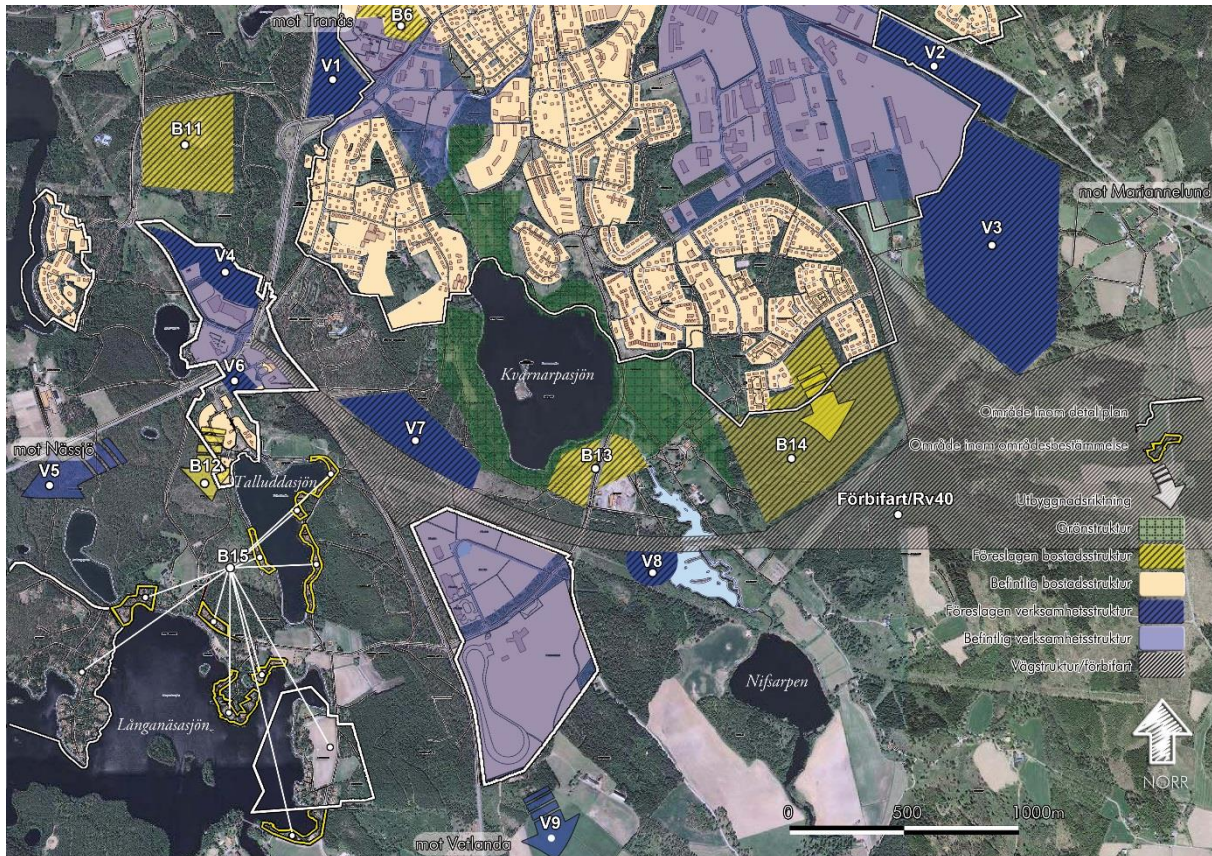 mot Tranås
B6
V1
V2
B11
mot Mariannelund
V3
V4
Kvarnarpasjön
V6
V7
Område inom detaljplan
mot Nässjö
V5
B12
Talluddasjön
B13
B14
Område inom områdesbestämmelse
Utbyggnadsriktning
Förbifart/Rv40
Grönstruktur
B15
V8
Föreslagen bostadsstruktur
Befintlig bostadsstruktur
Föreslagen verksamhetsstruktur
Befintlig verksamhetsstruktur
Vägstruktur/förbifart
Nifsarpen
Långanäsasjön
NORR
0 500 1000m
V9
mot Vetlanda